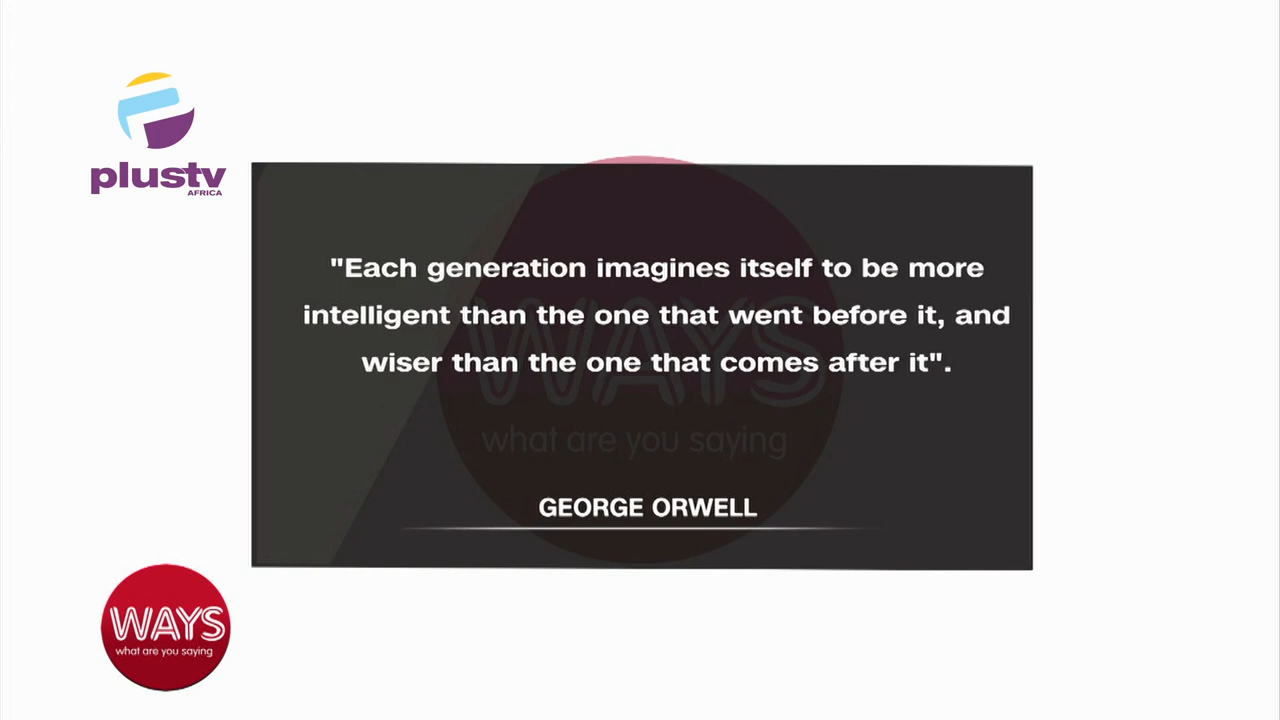 plustv
AFRICA
"Each generation imagines itself to be more
intelligent than the one that went before it, and
wiser than the one that comes after it".
WAYS
what are you saying
GEORGE ORWELL
WAYS
what are you saying